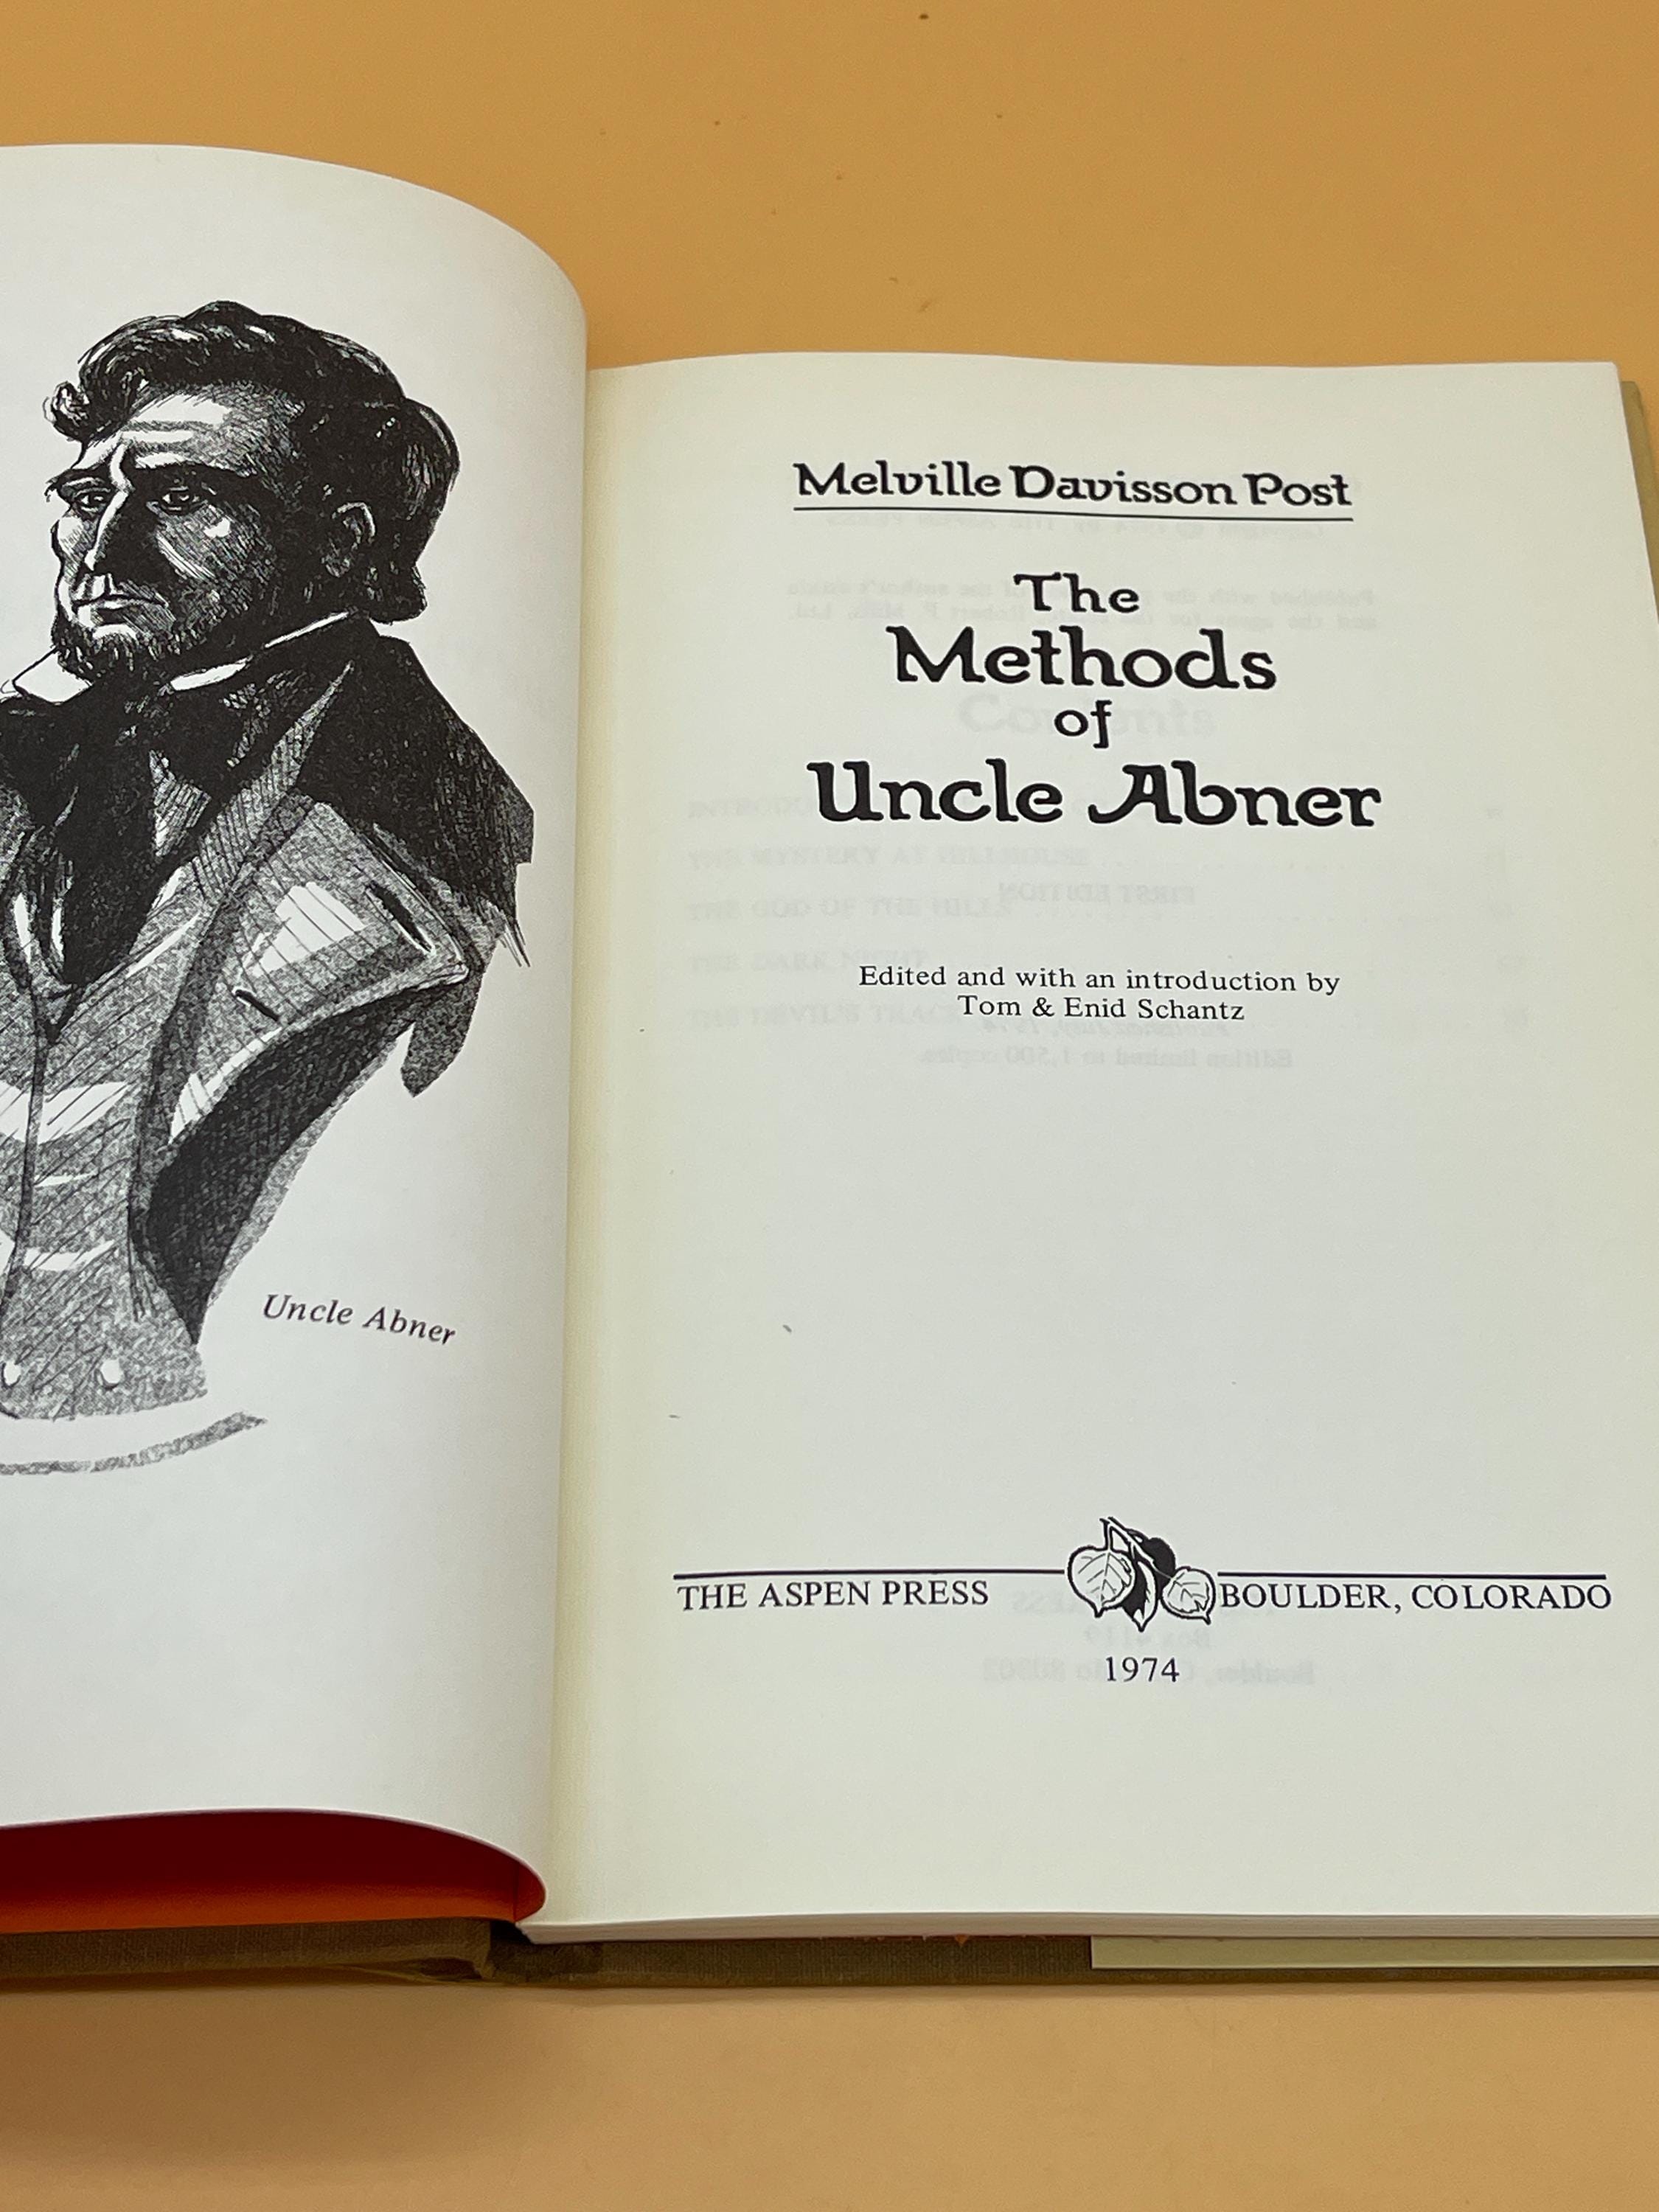 Uncle Abner
Melville Davisson Post
The
Methods
of
Uncle Abner
Edited and with an introduction by
Tom & Enid Schantz
THE ASPEN PRESS BOULDER, COLORADO
1974